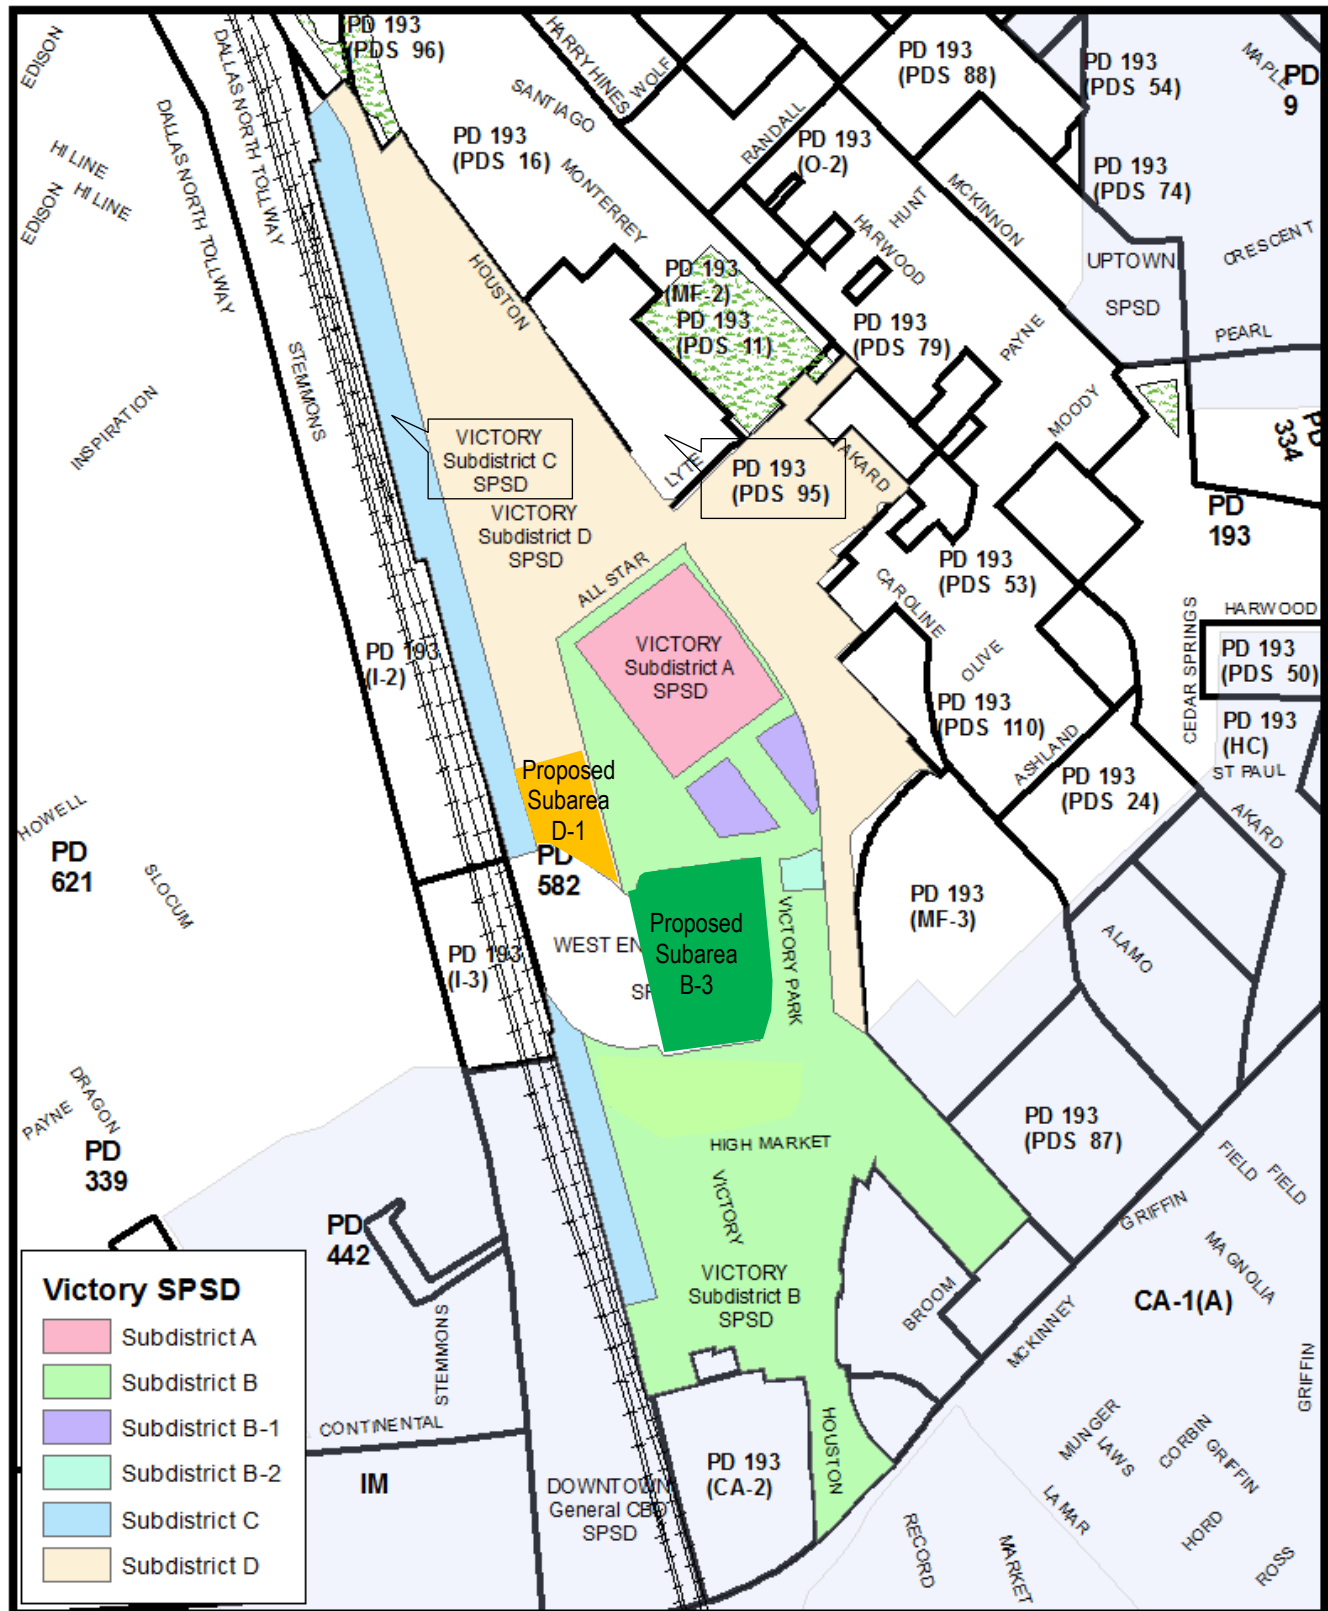 EDISON
DALLAS NORTH TOLLWAY
PD 193
(PDS 96)
HARRY HINES
WOLF
PD 193
(PDS 88)
PD 193
(PDS 54)
MAPLE
PD
9
DALLAS NORTH TOLLWAY
SANTIAGO
PD 193
(PDS 16)
RANDALL
PD 193
(O-2)
HI LINE
HI LINE
EDISON
MONTERREY
HUNT
MCKINNON
PD 193
(PDS 74)
HARWOOD
CRESCENT
UPTOWN
SPSD
HOUSTON
PD 193
(MF-2)
PD 193
(PDS 11)
PD 193
(PDS 79)
PAYNE
PEARL
STEMMONS
INSPIRATION
MOODY
PD
334
VICTORY
Subdistrict C
SPSD
LYTE
PD 193
(PDS 95)
AKARD
VICTORY
Subdistrict D
SPSD
PD
193
ALL STAR
PD 193
(PDS 53)
CAROLINE
CEDAR SPRINGS
HARWOOD
PD 193
(I-2)
VICTORY
Subdistrict A
SPSD
OLIVE
PD 193
(PDS 50)
PD 193
(PDS 110)
PD 193
(HC)
ASHLAND
ST PAUL
PD 193
(PDS 24)
AKARD
Proposed
Subarea
D-1
HOWELL
PD
621
SLOCUM
PD
582
PD 193
(MF-3)
VICTORY PARK
Proposed
Subarea
B-3
WEST EN
SP
PD 193
(I-3)
ALAMO
DRAGON
PAYNE
PD
339
PD 193
(PDS 87)
HIGH MARKET
FIELD
FIELD
VICTORY
GRIFFIN
PD
442
MAGNOLIA
VICTORY
Subdistrict B
SPSD
BROOM
CA-1(A)
MCKINNEY
STEMMONS
GRIFFIN
Victory SPSD
Subdistrict A
Subdistrict B
Subdistrict B-1
Subdistrict B-2
Subdistrict C
Subdistrict D
CONTINENTAL
IM
HOUSTON
MUNGER
LAWS
CORBIN
GRIFFIN
PD 193
(CA-2)
DOWNTOWN
General CBD
SPSD
LAMAR
HORD
RECORD
MARKET
ROSS